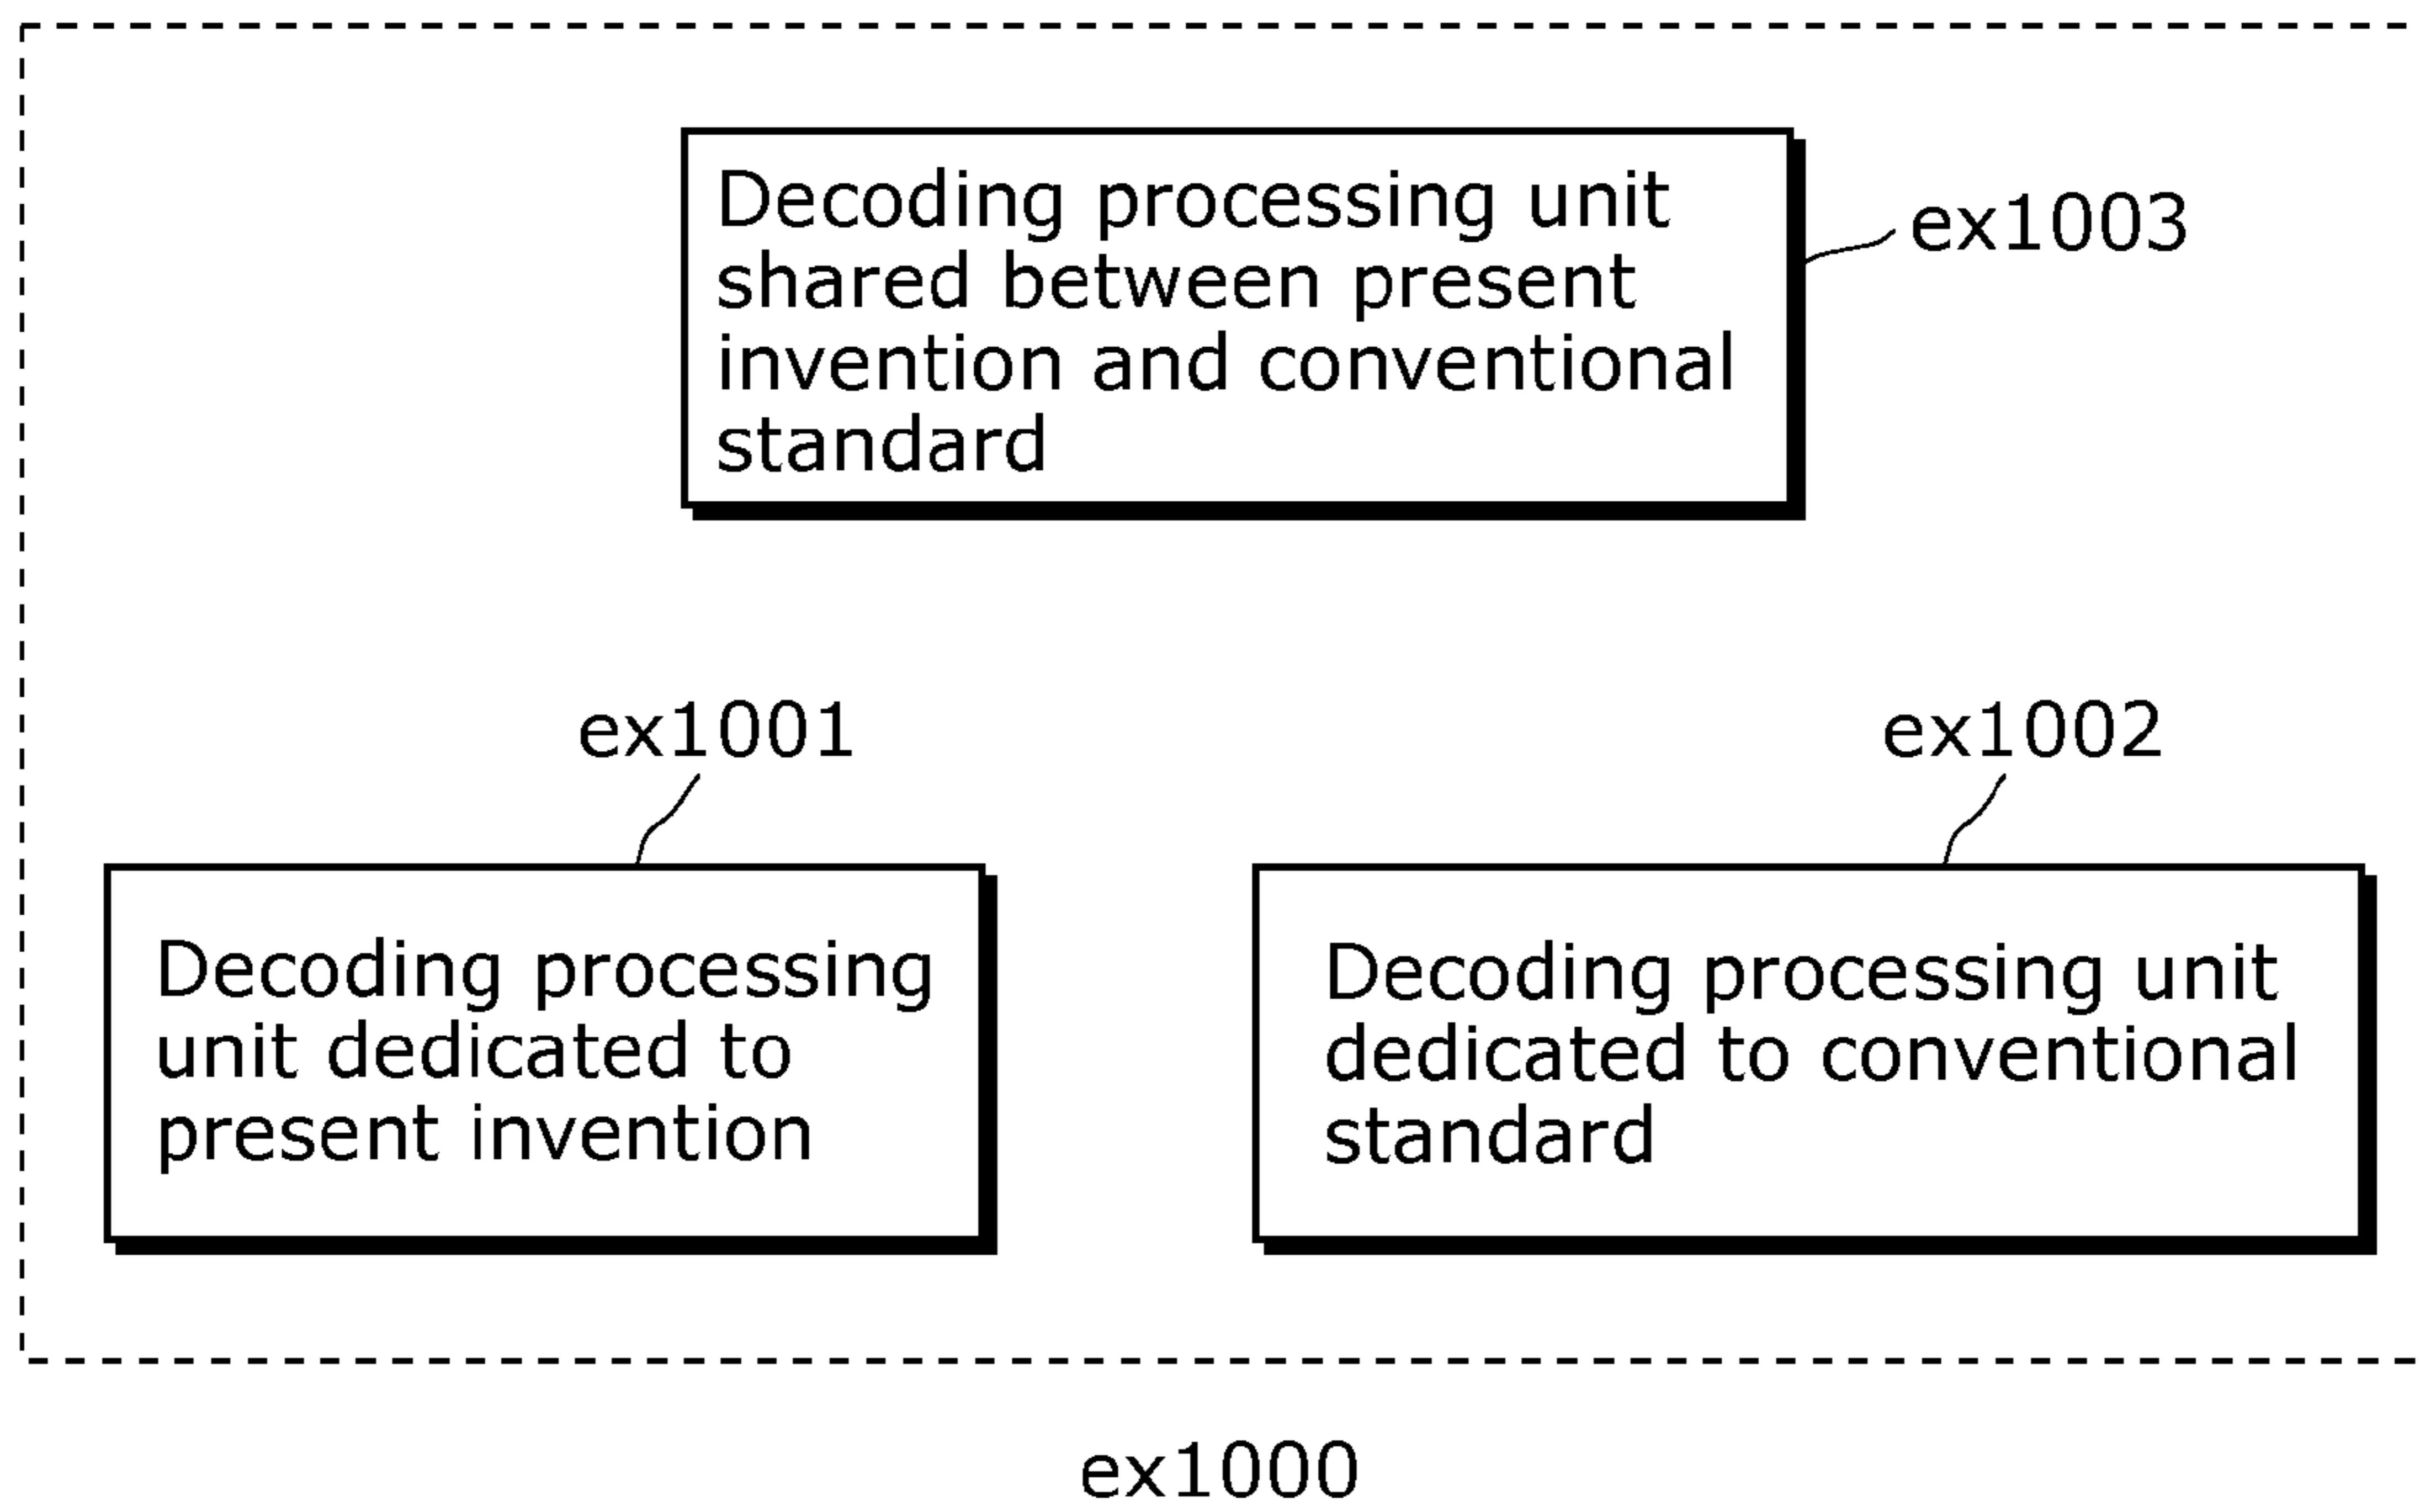 Decoding processing unit
shared between present
invention and conventional
standard
ex1003
ex1001
ex1002
Decoding processing
unit dedicated to
present invention
Decoding processing unit
dedicated to conventional
standard
ex1000